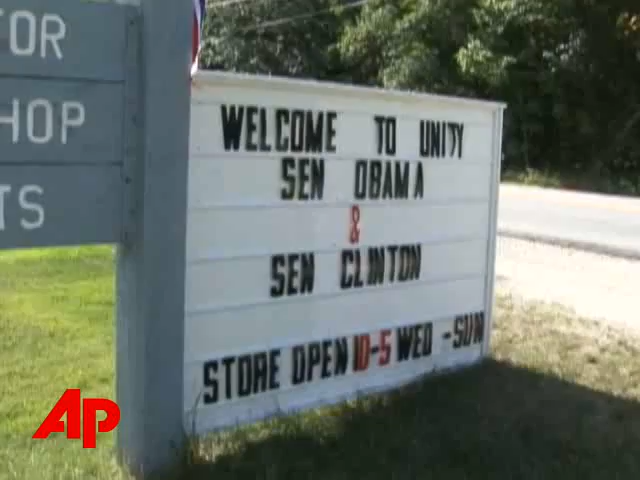 TOR
HOP
TS
WELCOME TO UNITY
SEN OBAMA
&
SEN CLINTON
STORE OPEN 10-5 WED - SUN
AP